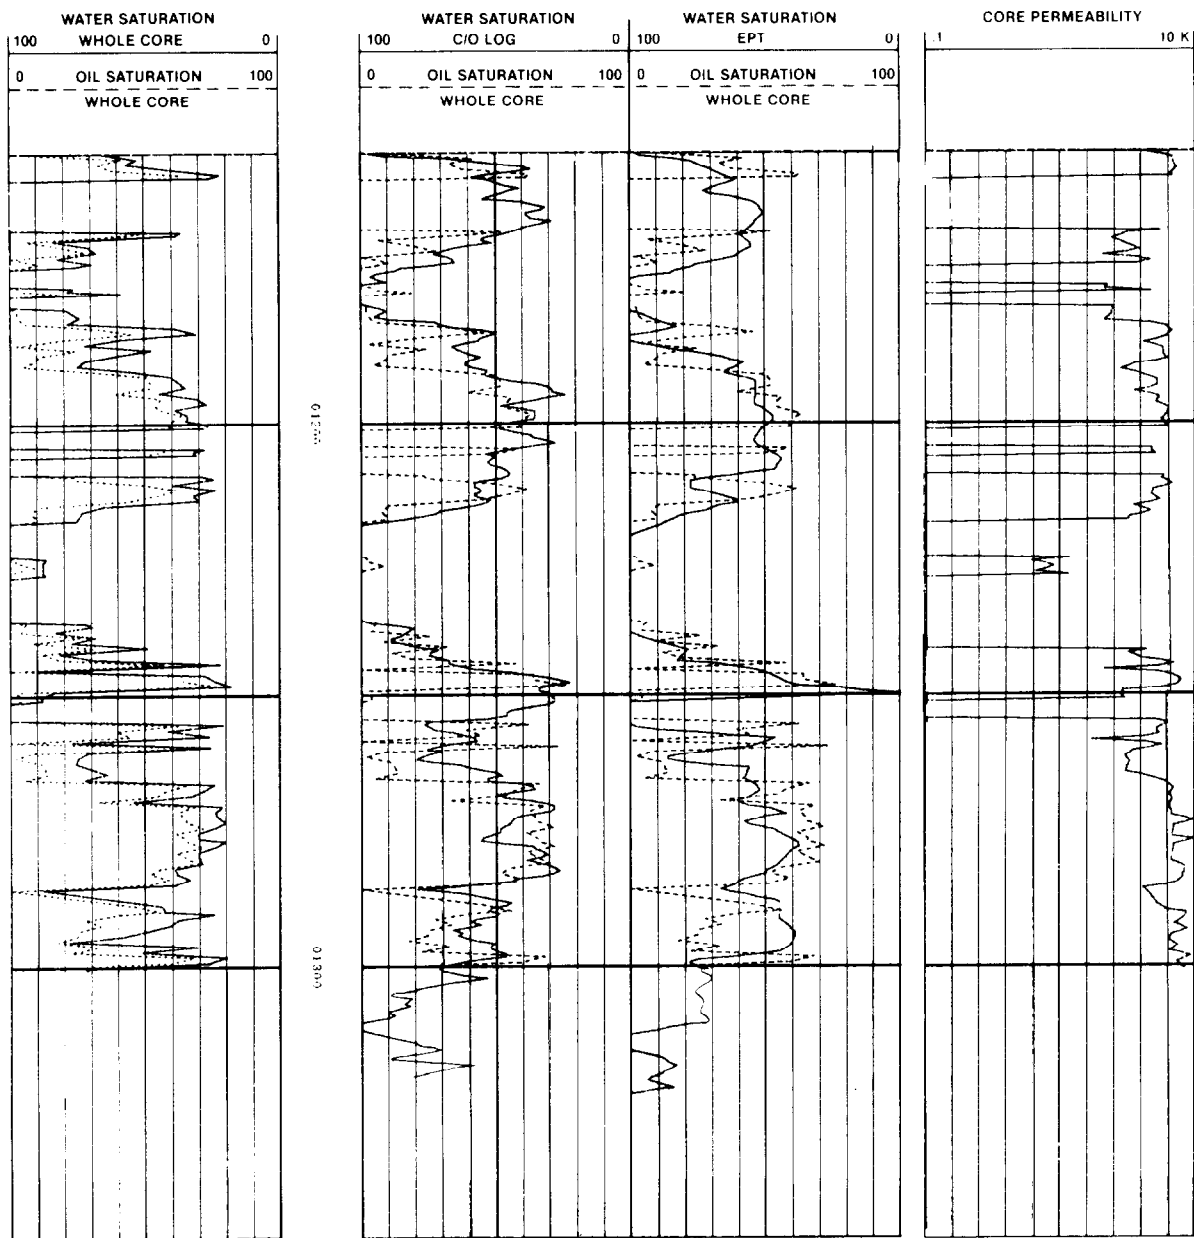 WATER SATURATION
WHOLE CORE
100 0
0 100
OIL SATURATION
WHOLE CORE
WATER SATURATION
C/O LOG
100 0
0 100
OIL SATURATION
WHOLE CORE
WATER SATURATION
EPT
100 0
0 100
OIL SATURATION
WHOLE CORE
CORE PERMEABILITY
.1 10 K
01300